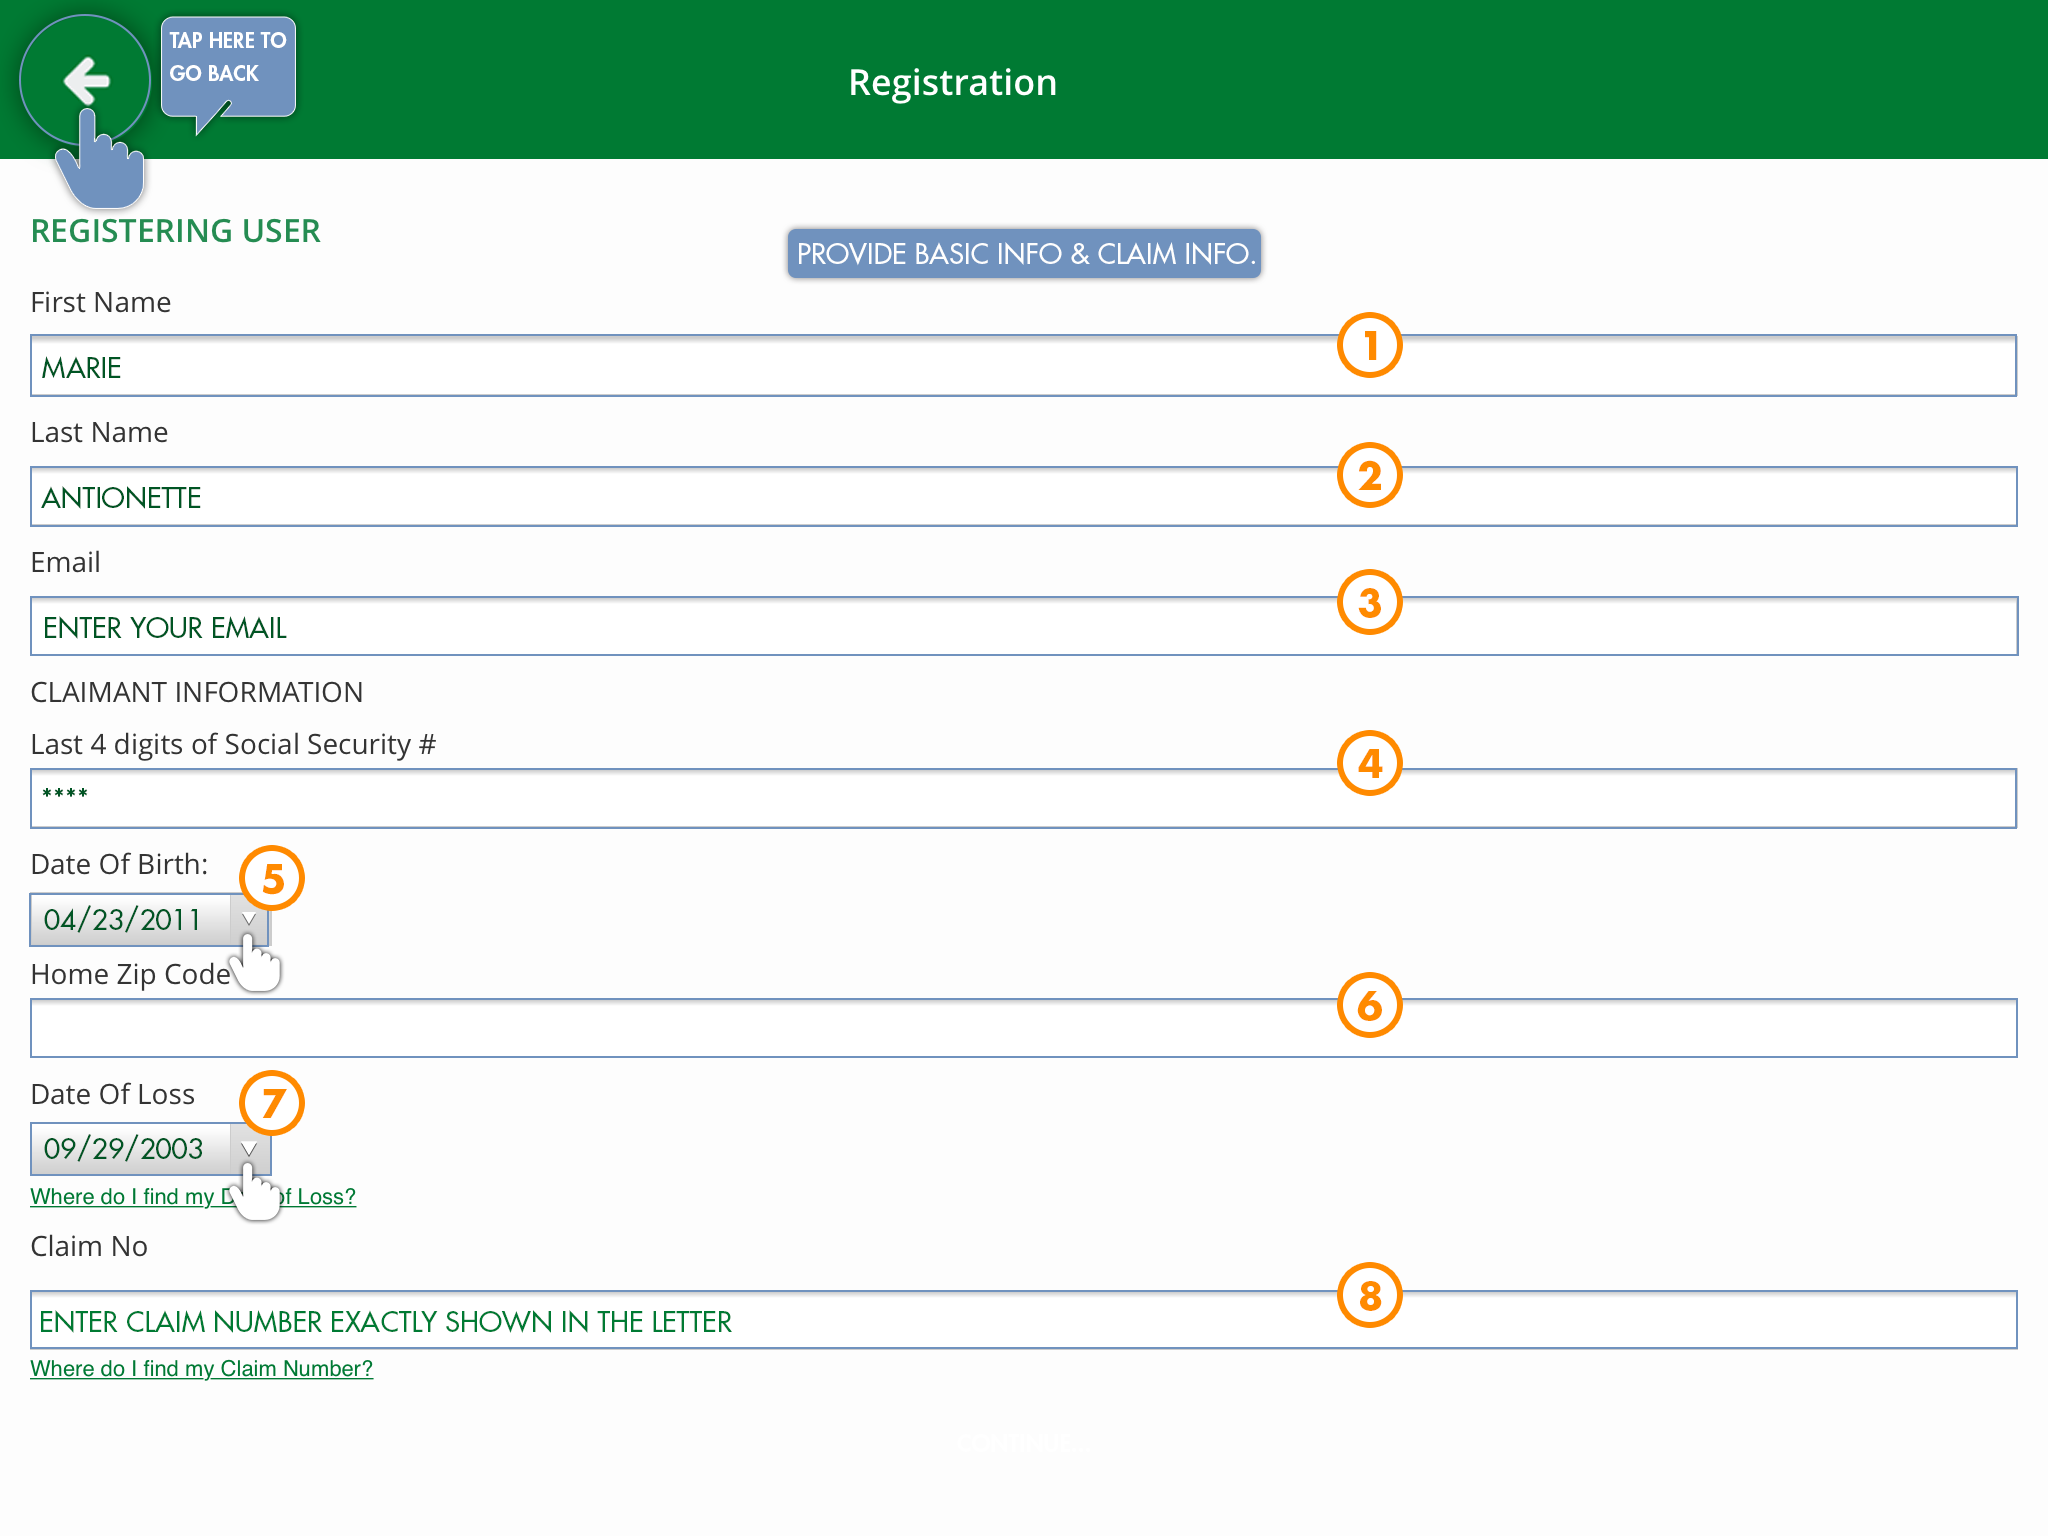 TAP HERE TO
GO BACK
Registration
REGISTERING USER
PROVIDE BASIC INFO & CLAIM INFO.
First Name
1
MARIE
Last Name
2
ANTIONETTE
Email
3
ENTER YOUR EMAIL
CLAIMANT INFORMATION
Last 4 digits of Social Security #
4
****
Date Of Birth:
5
04/23/2011
Home Zip Code
6
Date Of Loss
7
09/29/2003
Where do I find my of Loss?
Claim No
8
ENTER CLAIM NUMBER EXACTLY SHOWN IN THE LETTER
Where do I find my Claim Number?